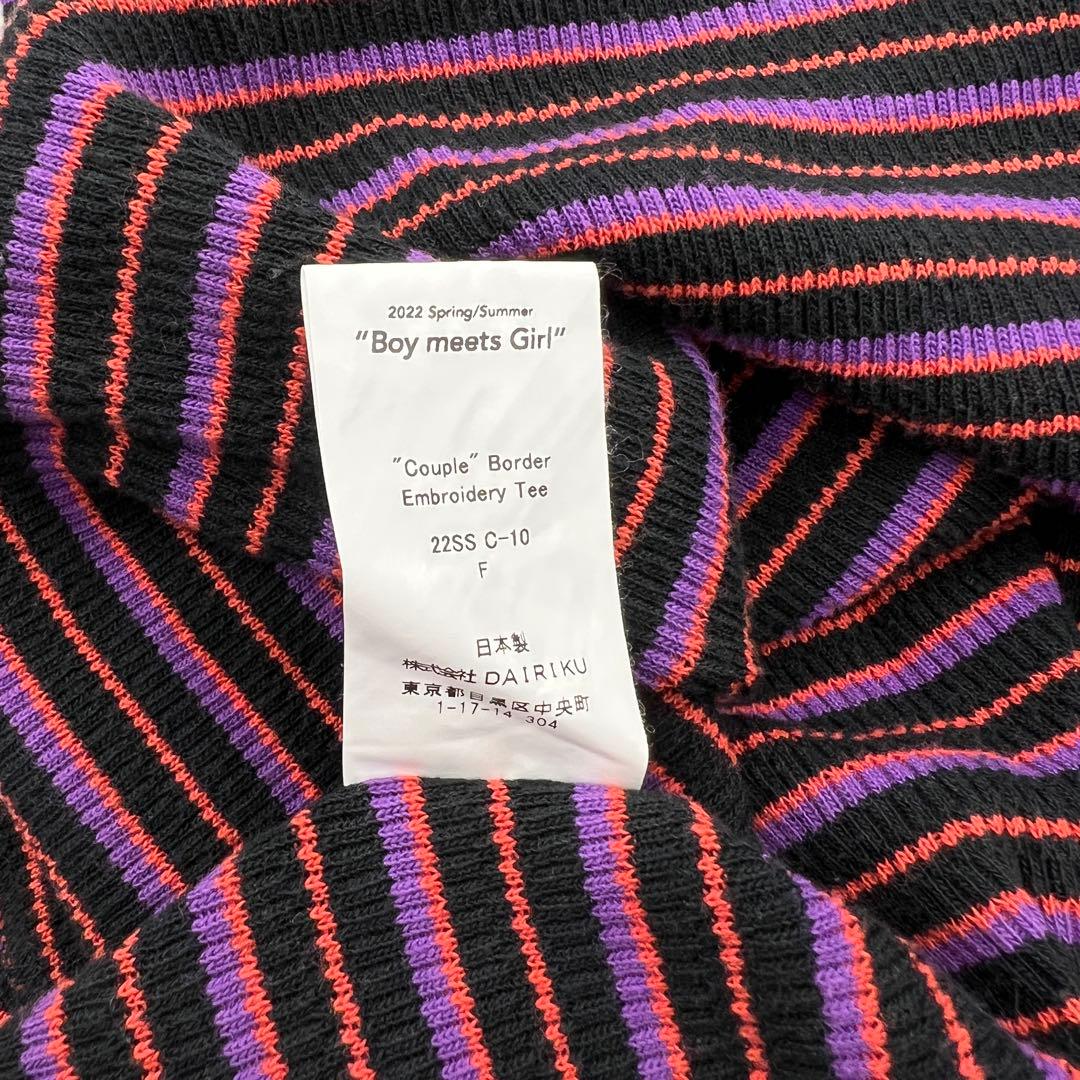 2022 Spring/Summer
"Boy meets Girl"
"Couple" Border
Embroidery Tee
22SS C-10
F
日本製
株式会社 DAIRIKU
東京都目黒区中央町
1-17-14 304